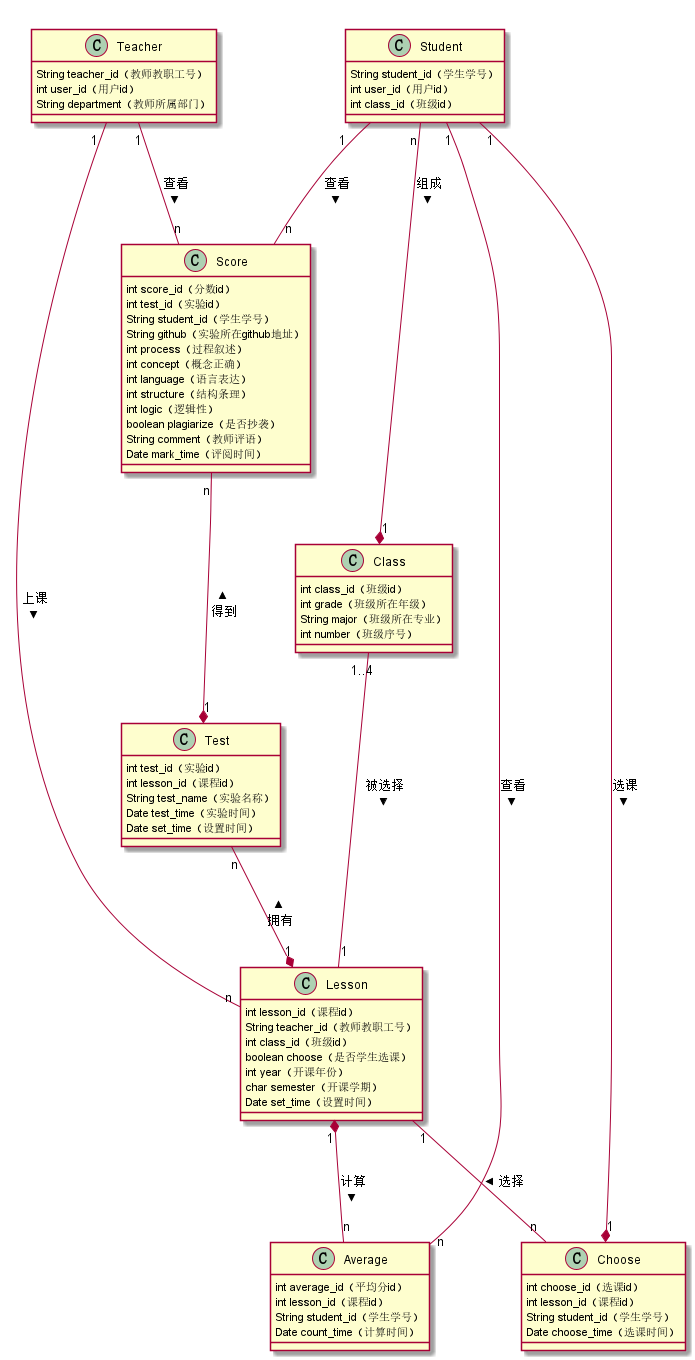 C Teacher
String teacher_id（教师教职工号）
int user_id（用户id）
String department（教师所属部门）
C Student
String student_id（学生学号）
int user_id（用户id）
int class_id（班级id）
1
1
1
n
1
1
查看
▼
查看
▼
组成
▼
n
n
C Score
int score_id（分数id）
int test_id（实验id）
String student_id（学生学号）
String github（实验所在github地址）
int process（过程叙述）
int concept（概念正确）
int language（语言表达）
int structure（结构条理）
int logic（逻辑性）
boolean plagiarize（是否抄袭）
String comment（教师评语）
Date mark_time（评阅时间）
n
1
C Class
int class_id（班级id）
int grade（班级所在年级）
String major（班级所在专业）
int number（班级序号）
上课
▼
▲
得到
1..4
1
C Test
int test_id（实验id）
int lesson_id（课程id）
String test_name（实验名称）
Date test_time（实验时间）
Date set_time（设置时间）
被选择
▼
查看
▼
选课
▼
n
▲
拥有
1
1
n
C Lesson
int lesson_id（课程id）
String teacher_id（教师教职工号）
int class_id（班级id）
boolean choose（是否学生选课）
int year（开课年份）
char semester（开课学期）
Date set_time（设置时间）
1
1
计算
▼
◄ 选择
n
n
n
1
C Average
int average_id（平均分id）
int lesson_id（课程id）
String student_id（学生学号）
Date count_time（计算时间）
C Choose
int choose_id（选课id）
int lesson_id（课程id）
String student_id（学生学号）
Date choose_time（选课时间）